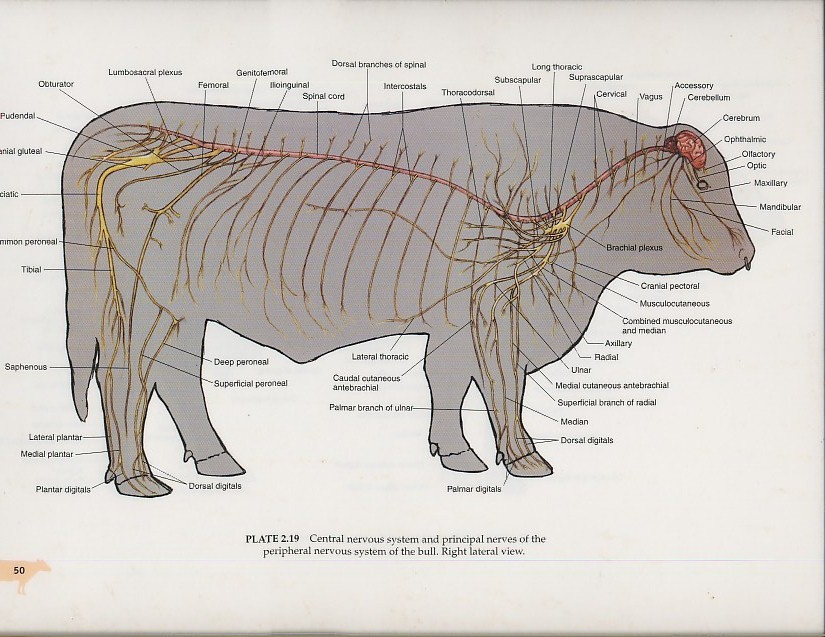 Dorsal branches of spinal
Long thoracic
Lumbosacral plexus
Genitofemoral
Suprascapular
Obturator
Femoral
Ilioinguinal
Intercostals
Subscapular
Accessory
Spinal cord
Thoracodorsal
Cervical
Vagus
Cerebellum
Pudendal
Cerebrum
anial gluteal
Ophthalmic
Olfactory
Optic
Maxillary
ciatic
Mandibular
Facial
mmon peroneal
Brachial plexus
Tibial
Cranial pectoral
Musculocutaneous
Combined musculocutaneous
and median
Axillary
Lateral thoracic
Radial
Deep peroneal
Saphenous
Ulnar
Superficial peroneal
Caudal cutaneous
antebrachial
Medial cutaneous antebrachial
Superficial branch of radial
Palmar branch of ulnar
Median
Lateral plantar
Dorsal digitals
Medial plantar
Plantar digitals
Dorsal digitals
Palmar digitals
PLATE 2.19 Central nervous system and principal nerves of the
peripheral nervous system of the bull. Right lateral view.
50